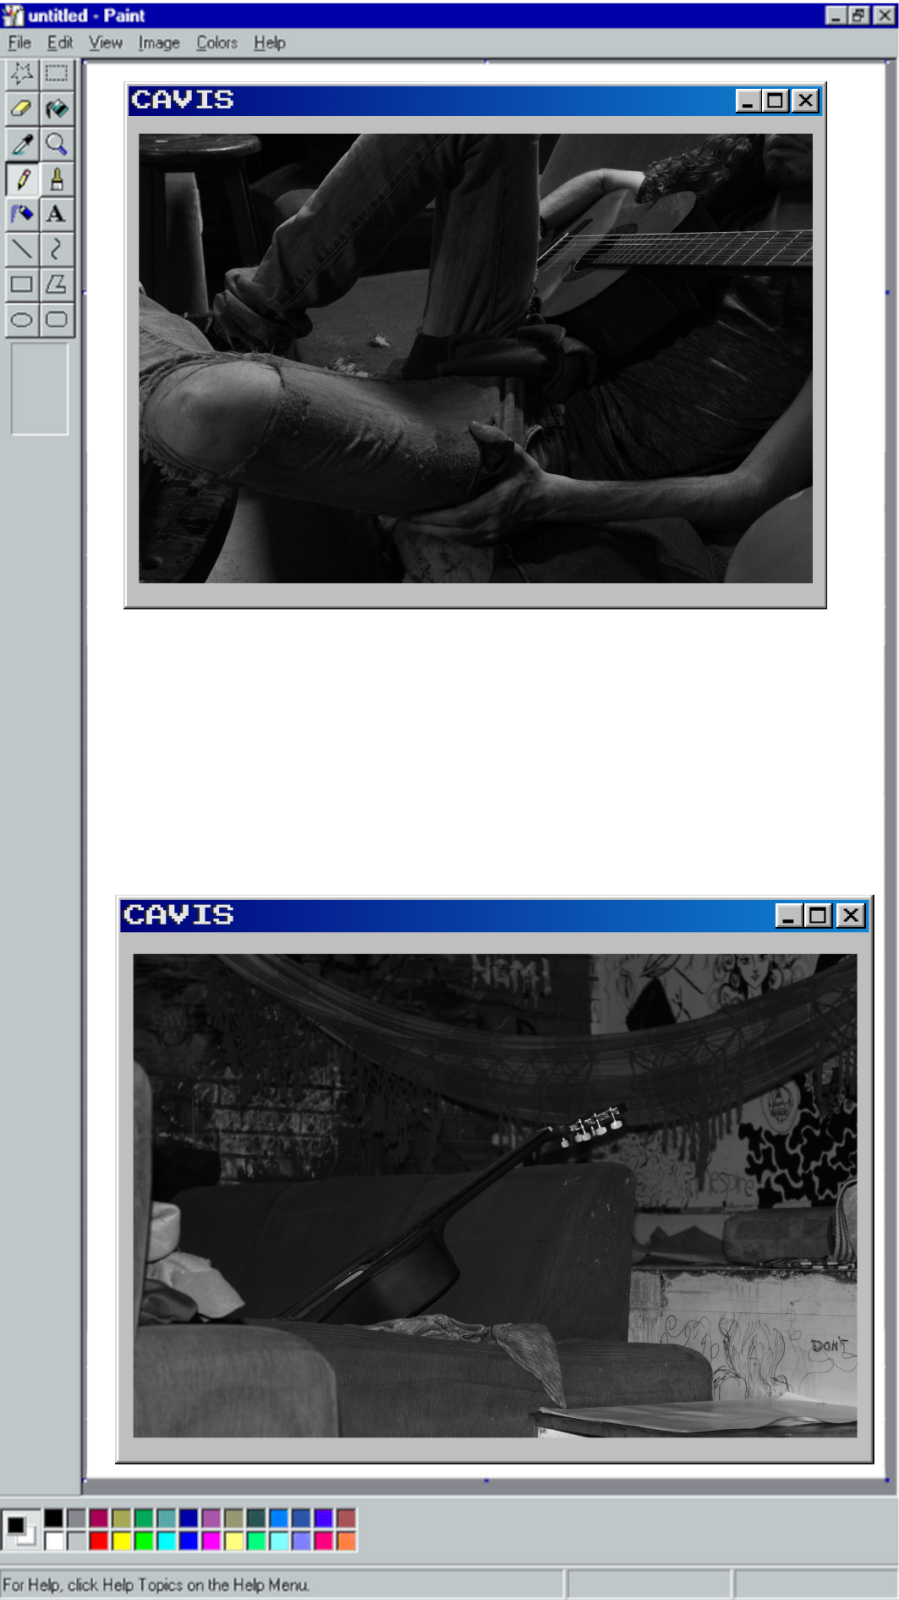 untitled - Paint
File Edit View Image Colors Help
A
CAVIS
CAVIS
espire
DON'T
For Help, click Help Topics on the Help Menu.